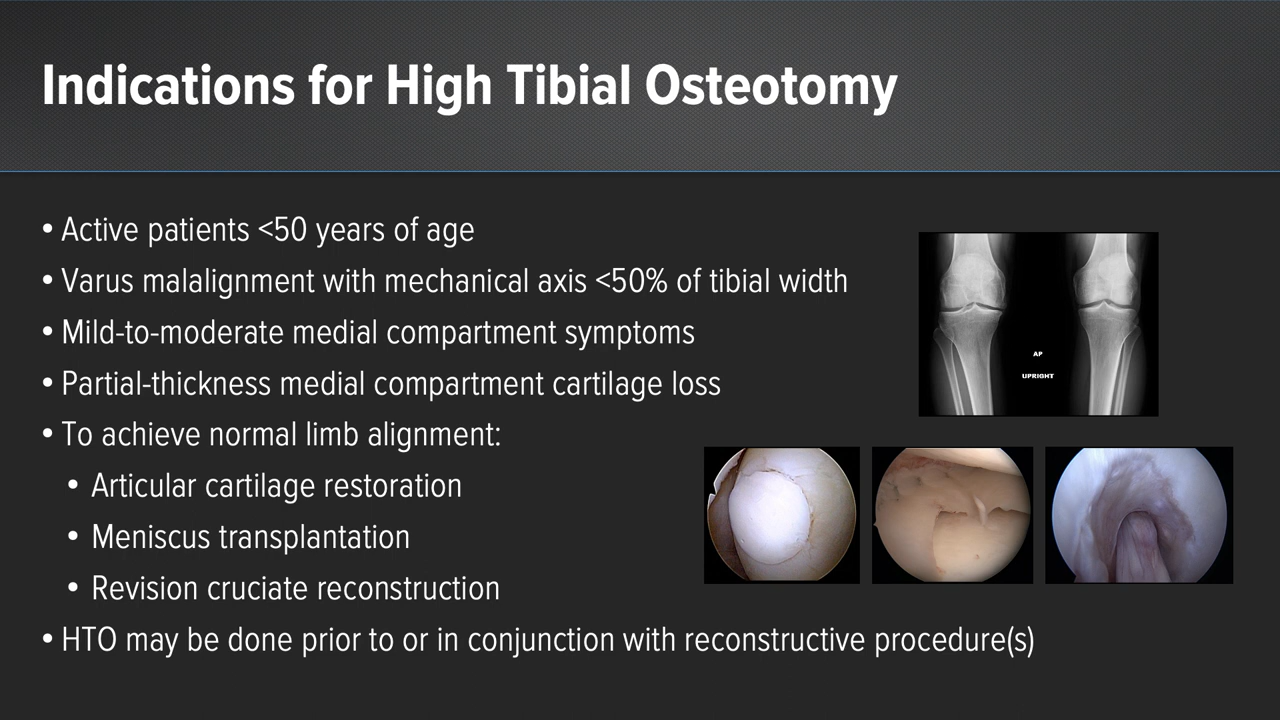 Indications for High Tibial Osteotomy
• Active patients <50 years of age
• Varus malalignment with mechanical axis <50% of tibial width
• Mild-to-moderate medial compartment symptoms
• Partial-thickness medial compartment cartilage loss
• To achieve normal limb alignment:
• Articular cartilage restoration
• Meniscus transplantation
• Revision cruciate reconstruction
• HTO may be done prior to or in conjunction with reconstructive procedure(s)
AP
UPRIGHT